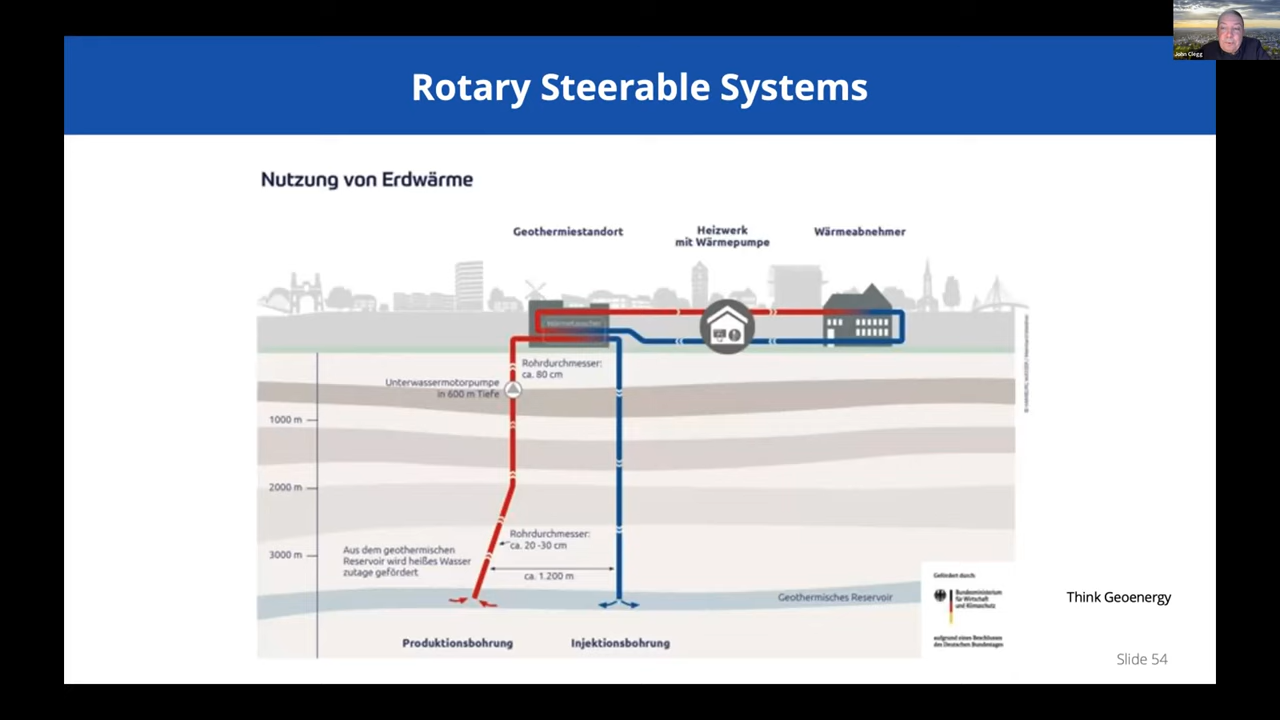 John Clegg
Rotary Steerable Systems
Nutzung von Erdwärme
Geothermiestandort
Heizwerk
mit Wärmepumpe
Wärmeabnehmer
Wärmetauscher
Rohrdurchmesser:
ca. 80 cm
Unterwassermotorpumpe
in 600 m Tiefe
1000 m
2000 m
3000 m
Rohrdurchmesser:
ca. 20 -30 cm
Aus dem geothermischen
Reservoir wird heißes Wasser
zutage gefördert
ca. 1.200 m
Geothermisches Reservoir
Produktionsbohrung
Injektionsbohrung
Gefördert durch:
Bundesministerium
für Wirtschaft
und Klimaschutz
aufgrund eines Beschlusses
des Deutschen Bundestages
Think Geoenergy
Slide 54